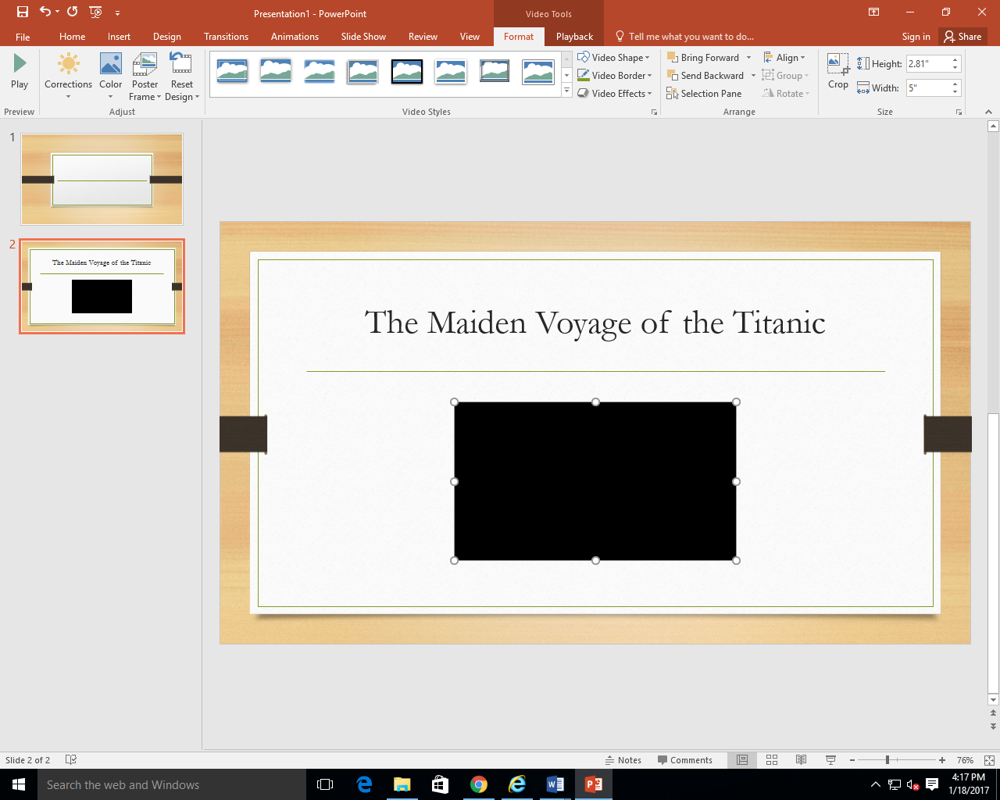 Presentation1 - PowerPoint
Video Tools
File
Home
Insert
Design
Transitions
Animations
Slide Show
Review
View
Format
Playback
Tell me what you want to do...
Sign in
Share
Play
Corrections
Color
Poster
Frame
Reset
Design
Video Shape
Video Border
Video Effects
Bring Forward
Send Backward
Selection Pane
Align
Group
Rotate
Crop
Height:
2.81"
Width:
5"
Preview
Adjust
Video Styles
Arrange
Size
1
2
The Maiden Voyage of the Titanic
The Maiden Voyage of the Titanic
Slide 2 of 2
Notes
Comments
76%
Search the web and Windows
4:17 PM
1/18/2017